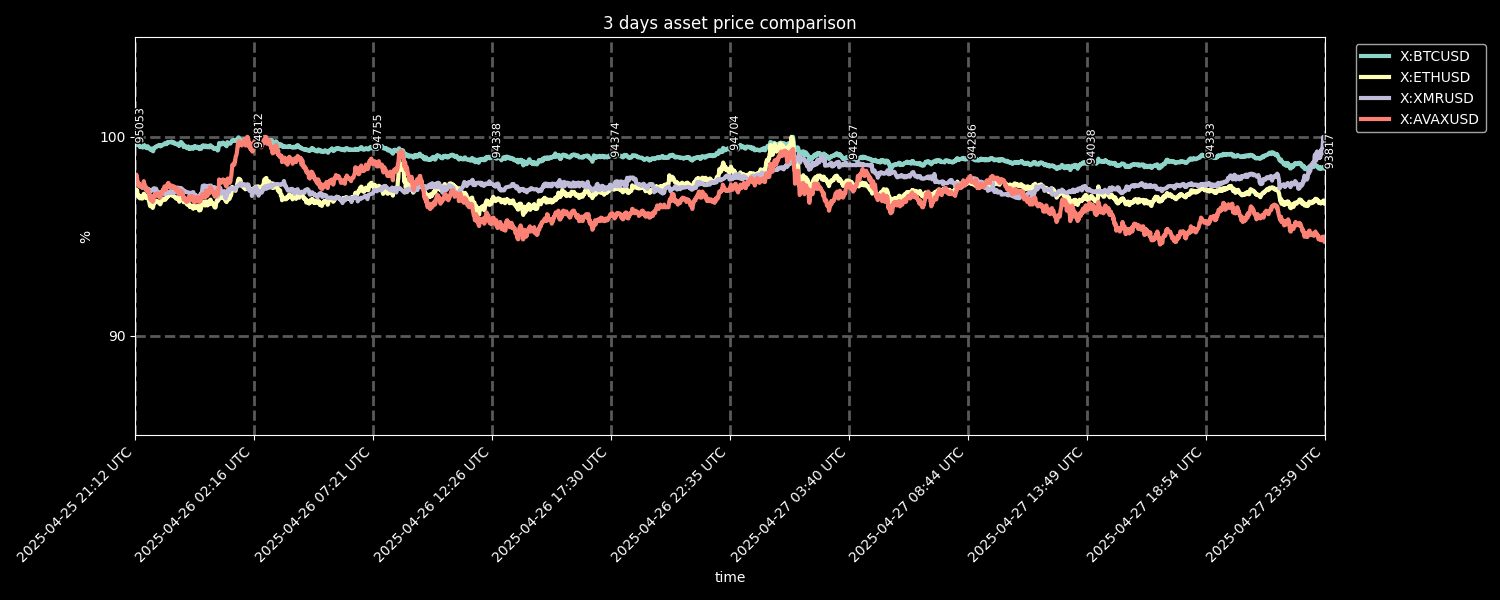 3 days asset price comparison
X:BTCUSD
X:ETHUSD
X:XMRUSD
X:AVAXUSD
100
90
%
95053
94812
94755
94338
94374
94704
94267
94286
94038
94333
93817
2025-04-25 21:12 UTC
2025-04-26 02:16 UTC
2025-04-26 07:21 UTC
2025-04-26 12:26 UTC
2025-04-26 17:30 UTC
2025-04-26 22:35 UTC
2025-04-27 03:40 UTC
2025-04-27 08:44 UTC
2025-04-27 13:49 UTC
2025-04-27 18:54 UTC
2025-04-27 23:59 UTC
time